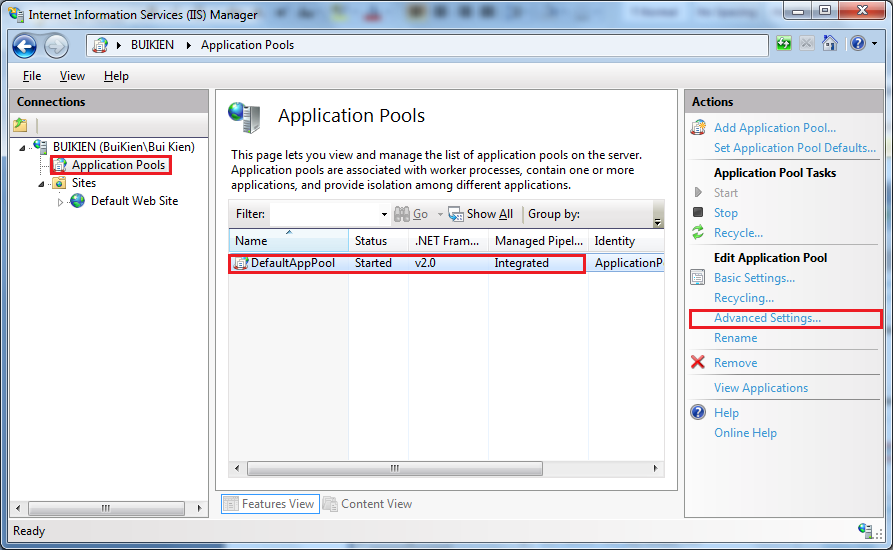 Internet Information Services (IIS) Manager
BUIKIEN Application Pools
File View Help
Connections
BUIKIEN (BuiKien\Bui Kien)
Application Pools
Sites
Default Web Site
Application Pools
This page lets you view and manage the list of application pools on the server.
Application pools are associated with worker processes, contain one or more
applications, and provide isolation among different applications.
Filter: Go Show All Group by:
Name Status .NET Fram... Managed Pipel... Identity
DefaultAppPool Started v2.0 Integrated ApplicationP
Features View Content View
Actions
Add Application Pool...
Set Application Pool Defaults...
Application Pool Tasks
Start
Stop
Recycle...
Edit Application Pool
Basic Settings...
Recycling...
Advanced Settings...
Rename
Remove
View Applications
Help
Online Help
Ready